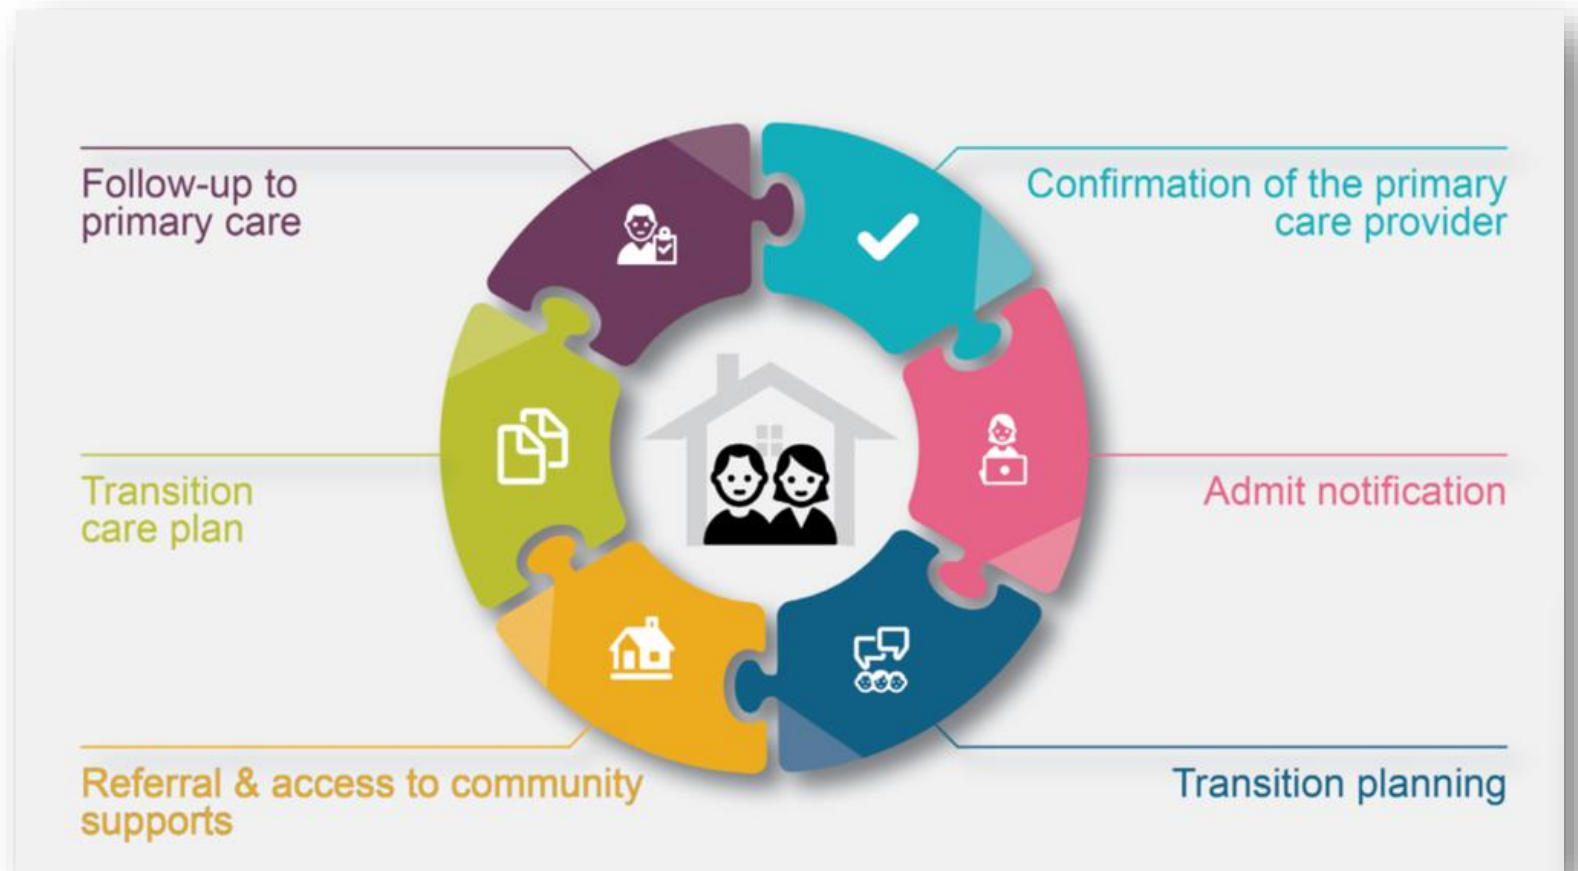 Follow-up to
primary care
Confirmation of the primary
care provider
Transition
care plan
Admit notification
Referral & access to community
supports
Transition planning